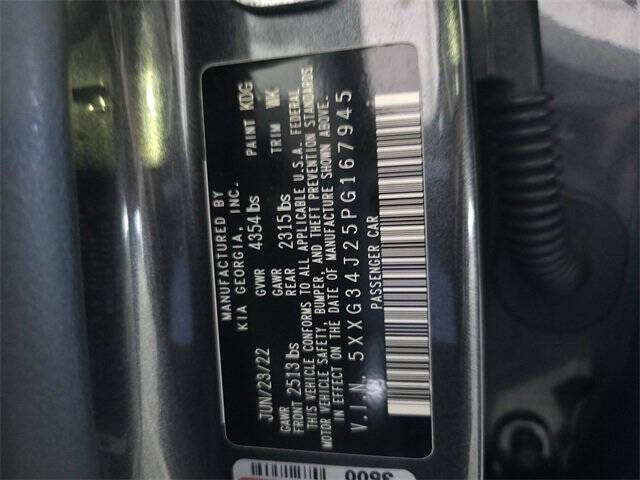 MANUFACTURED BY
KIA GEORGIA, INC.
JUN/23/22 GVWR 4354 lbs PAINT KDG
GAWR FRONT 2513 lbs GAWR REAR 2315 lbs TRIM WK
THIS VEHICLE CONFORMS TO ALL APPLICABLE U.S.A. FEDERAL
MOTOR VEHICLE SAFETY, BUMPER, AND THEFT PREVENTION STANDARDS
IN EFFECT ON THE DATE OF MANUFACTURE SHOWN ABOVE.
V.I.N. 5XXG34J25PG167945
PASSENGER CAR
3500